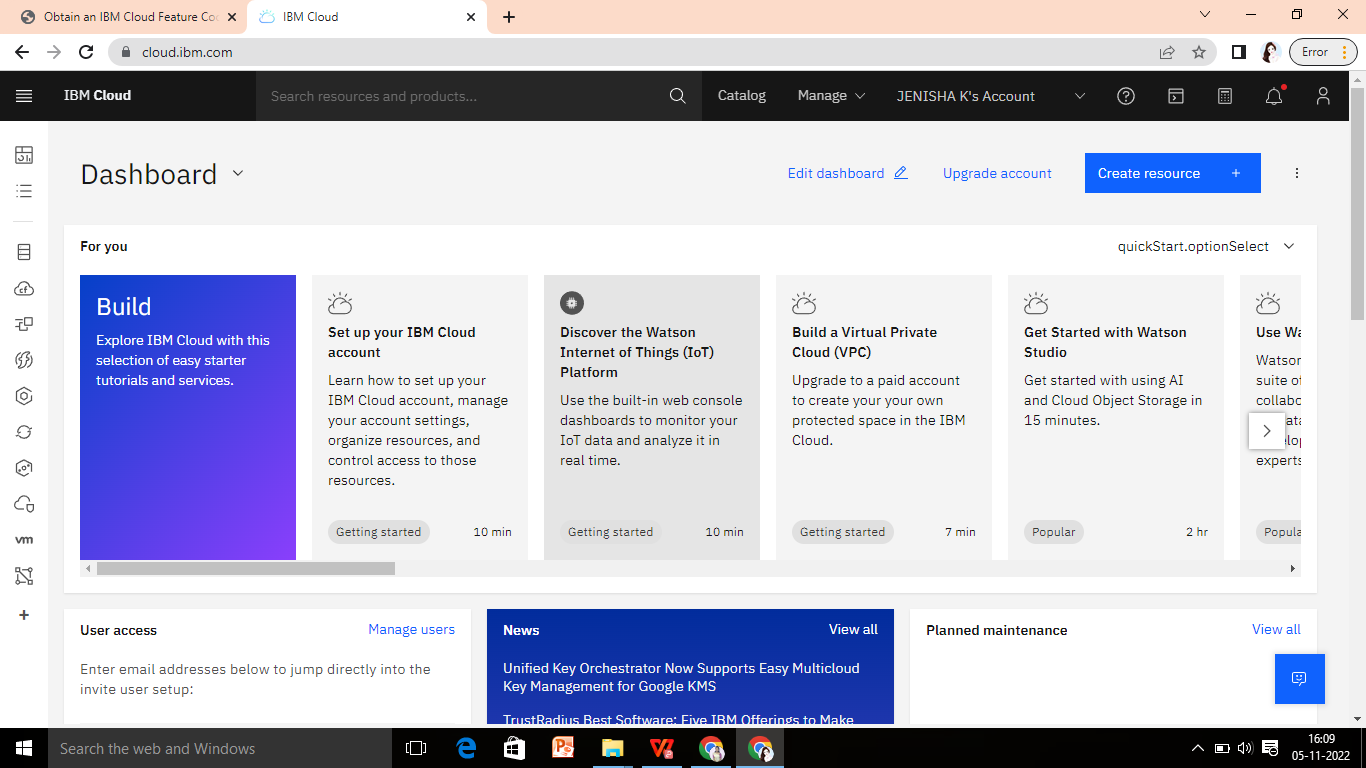 Obtain an IBM Cloud Feature Co
IBM Cloud
cloud.ibm.com
Error
IBM Cloud
Search resources and products...
Catalog
Manage
JENISHA K's Account
Dashboard
Edit dashboard
Upgrade account
Create resource +
For you
quickStart.optionSelect
Build
Explore IBM Cloud with this
selection of easy starter
tutorials and services.
Set up your IBM Cloud
account
Learn how to set up your
IBM Cloud account, manage
your account settings,
organize resources, and
control access to those
resources.
Getting started
10 min
Discover the Watson
Internet of Things (IoT)
Platform
Use the built-in web console
dashboards to monitor your
IoT data and analyze it in
real time.
Getting started
10 min
Build a Virtual Private
Cloud (VPC)
Upgrade to a paid account
to create your your own
protected space in the IBM
Cloud.
Getting started
7 min
Get Started with Watson
Studio
Get started with using AI
and Cloud Object Storage in
15 minutes.
Popular
2 hr
Use Wa
Watson
suite of
collabo
experts
Popula
cf
vm
User access
Manage users
Enter email addresses below to jump directly into the
invite user setup:
News
View all
Unified Key Orchestrator Now Supports Easy Multicloud
Key Management for Google KMS
TrustRadius Best Software: Five IBM Offerings to Make
Planned maintenance
View all
Search the web and Windows
16:09
05-11-2022